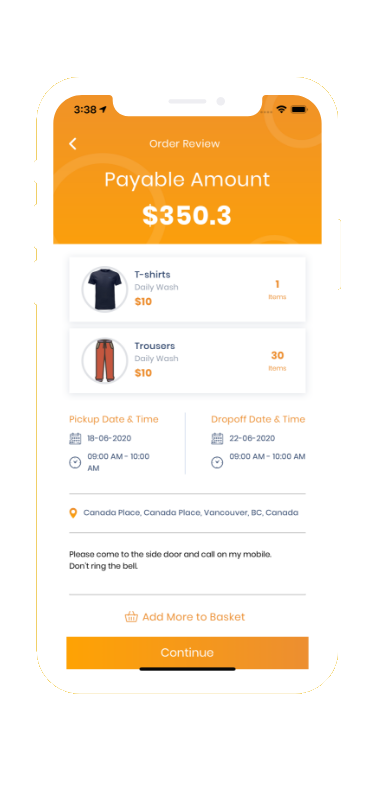 3:38
Order Review
Payable Amount
$350.3
T-shirts
Daily Wash
$10
1
Items
Trousers
Daily Wash
$10
30
Items
Pickup Date & Time
18-06-2020
09:00 AM - 10:00
AM
Dropoff Date & Time
22-06-2020
09:00 AM - 10:00 AM
Canada Place, Canada Place, Vancouver, BC, Canada
Please come to the side door and call on my mobile.
Don't ring the bell.
Add More to Basket
Continue